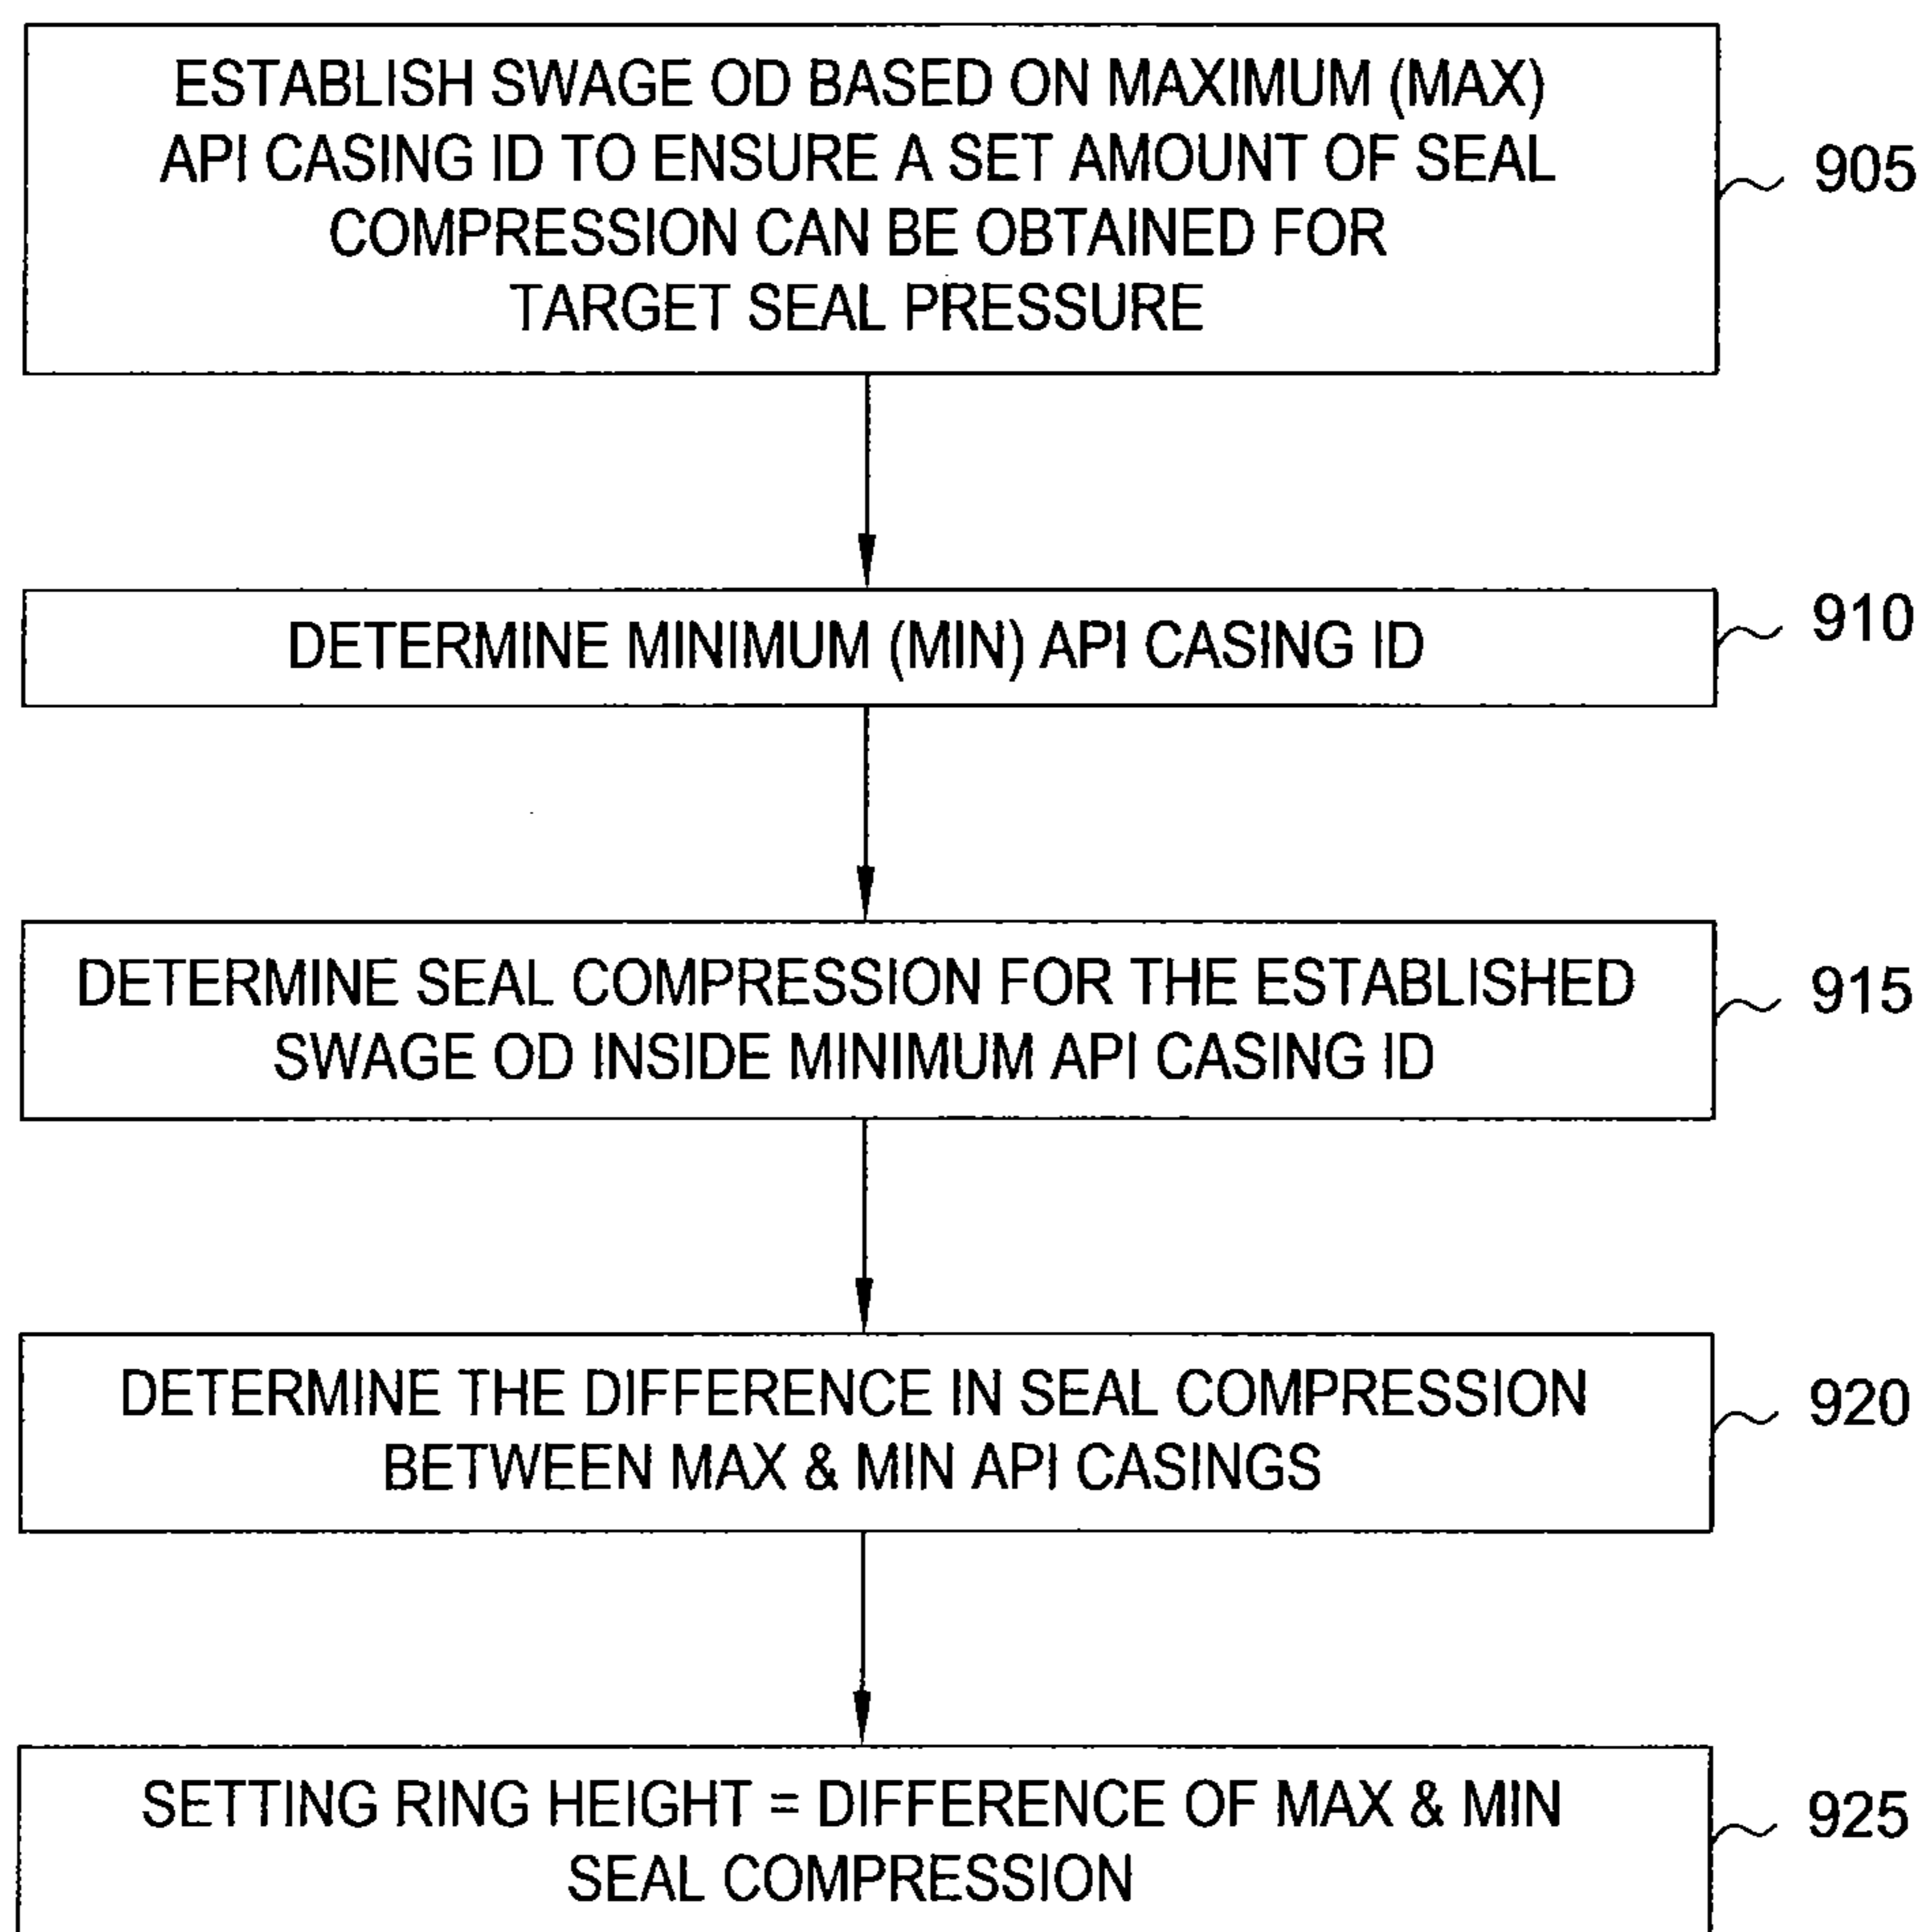 ESTABLISH SWAGE OD BASED ON MAXIMUM (MAX)
API CASING ID TO ENSURE A SET AMOUNT OF SEAL
COMPRESSION CAN BE OBTAINED FOR
TARGET SEAL PRESSURE
905
DETERMINE MINIMUM (MIN) API CASING ID
910
DETERMINE SEAL COMPRESSION FOR THE ESTABLISHED
SWAGE OD INSIDE MINIMUM API CASING ID
915
DETERMINE THE DIFFERENCE IN SEAL COMPRESSION
BETWEEN MAX & MIN API CASINGS
920
SETTING RING HEIGHT = DIFFERENCE OF MAX & MIN
SEAL COMPRESSION
925